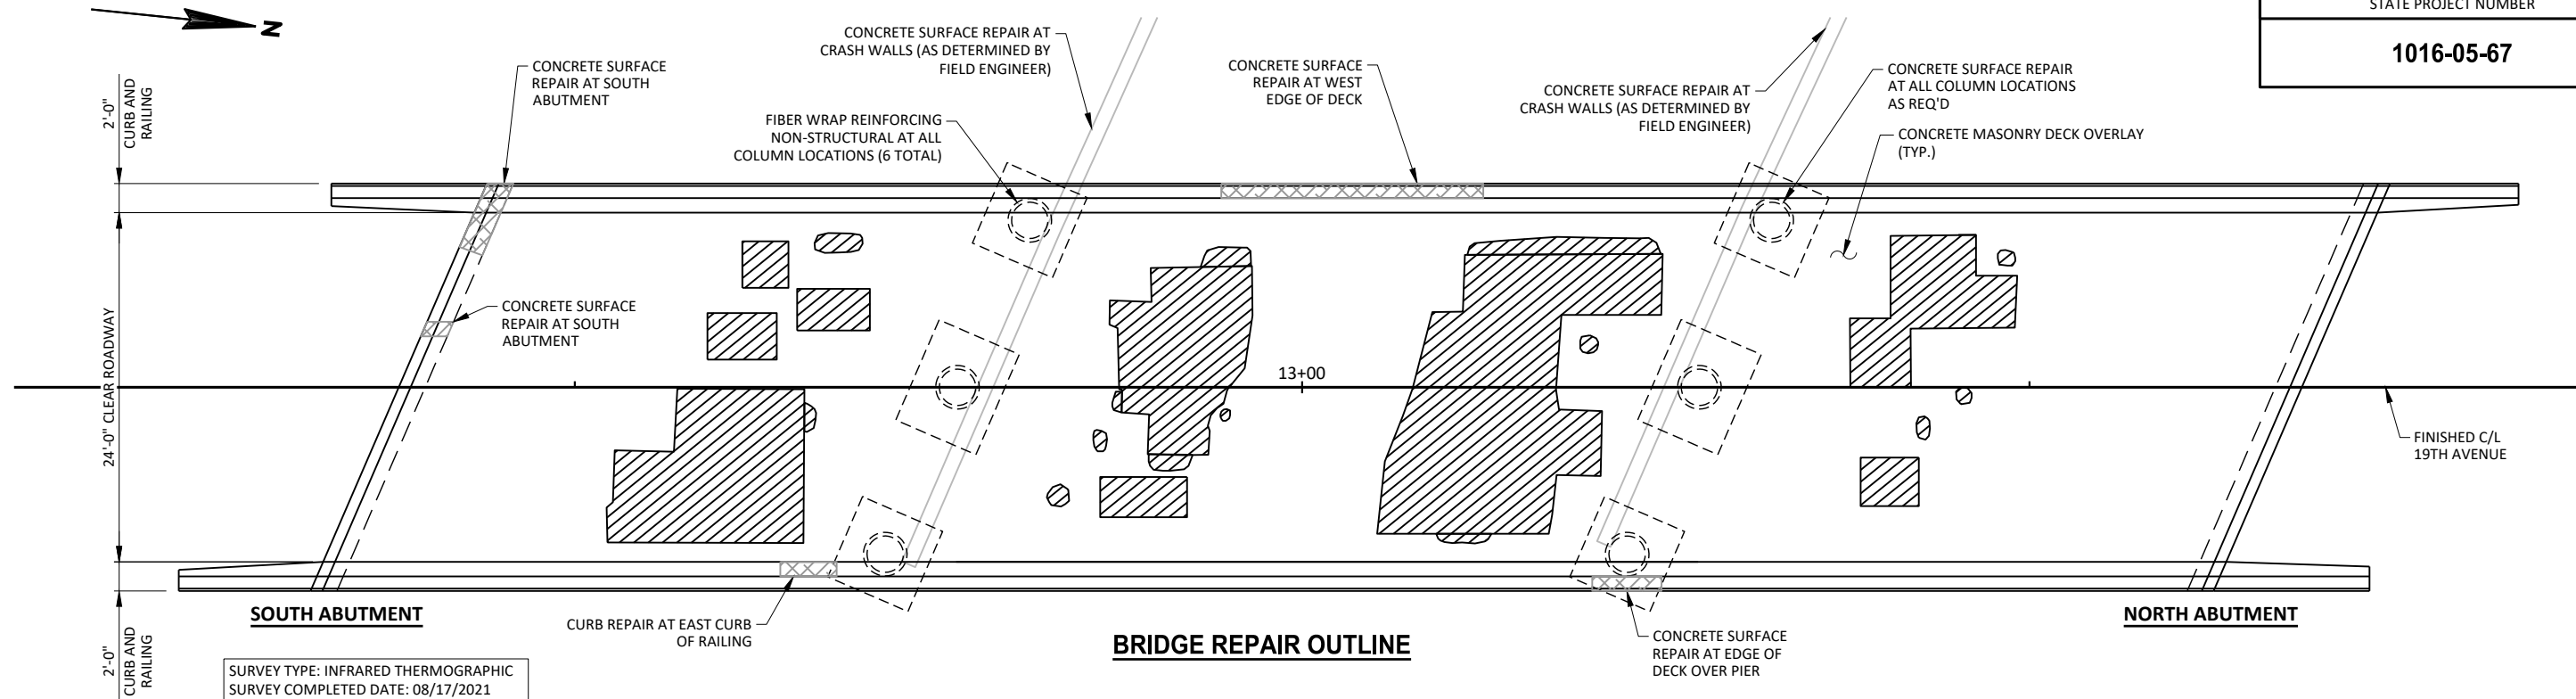 STATE PROJECT NUMBER
1016-05-67
N
2'-0"
CURB AND
RAILING
CONCRETE SURFACE
REPAIR AT SOUTH
ABUTMENT
CONCRETE SURFACE REPAIR AT
CRASH WALLS (AS DETERMINED BY
FIELD ENGINEER)
FIBER WRAP REINFORCING
NON-STRUCTURAL AT ALL
COLUMN LOCATIONS (6 TOTAL)
CONCRETE SURFACE
REPAIR AT WEST
EDGE OF DECK
CONCRETE SURFACE REPAIR AT
CRASH WALLS (AS DETERMINED BY
FIELD ENGINEER)
CONCRETE SURFACE REPAIR
AT ALL COLUMN LOCATIONS
AS REQ'D
CONCRETE MASONRY DECK OVERLAY
(TYP.)
CONCRETE SURFACE
REPAIR AT SOUTH
ABUTMENT
24'-0" CLEAR ROADWAY
13+00
FINISHED C/L
19TH AVENUE
SOUTH ABUTMENT
NORTH ABUTMENT
CURB REPAIR AT EAST CURB
OF RAILING
BRIDGE REPAIR OUTLINE
CONCRETE SURFACE
REPAIR AT EDGE OF
DECK OVER PIER
2'-0"
CURB AND
RAILING
SURVEY TYPE: INFRARED THERMOGRAPHIC
SURVEY COMPLETED DATE: 08/17/2021